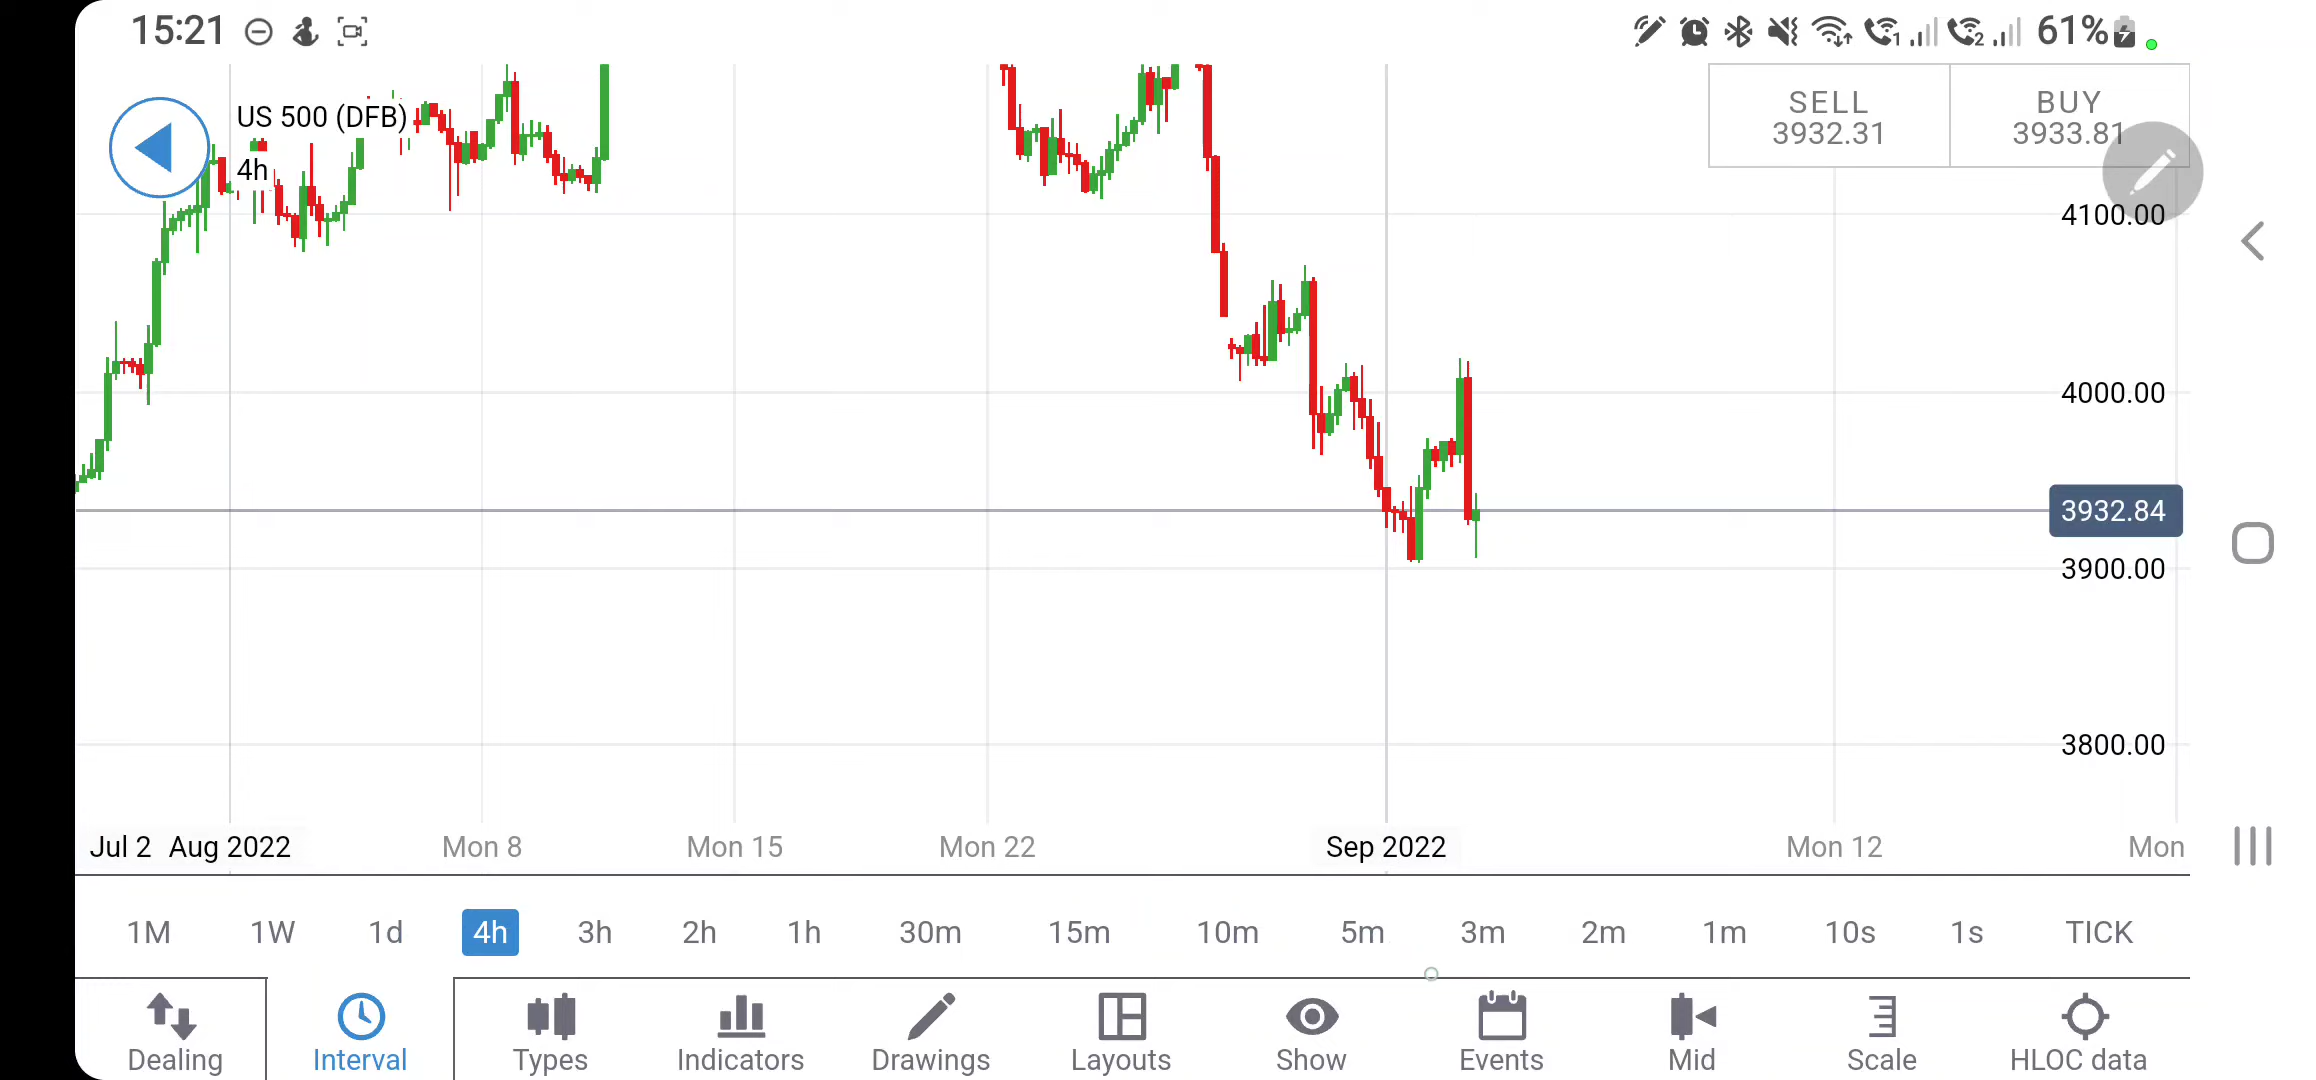 15:21
61%
US 500 (DFB)
4h
SELL
3932.31
BUY
3933.81
4100.00
4000.00
3932.84
3900.00
3800.00
Jul 2 Aug 2022 Mon 8 Mon 15 Mon 22 Sep 2022 Mon 12 Mon
1M 1W 1d 4h 3h 2h 1h 30m 15m 10m 5m 3m 2m 1m 10s 1s TICK
Dealing Interval Types Indicators Drawings Layouts Show Events Mid Scale HLOC data